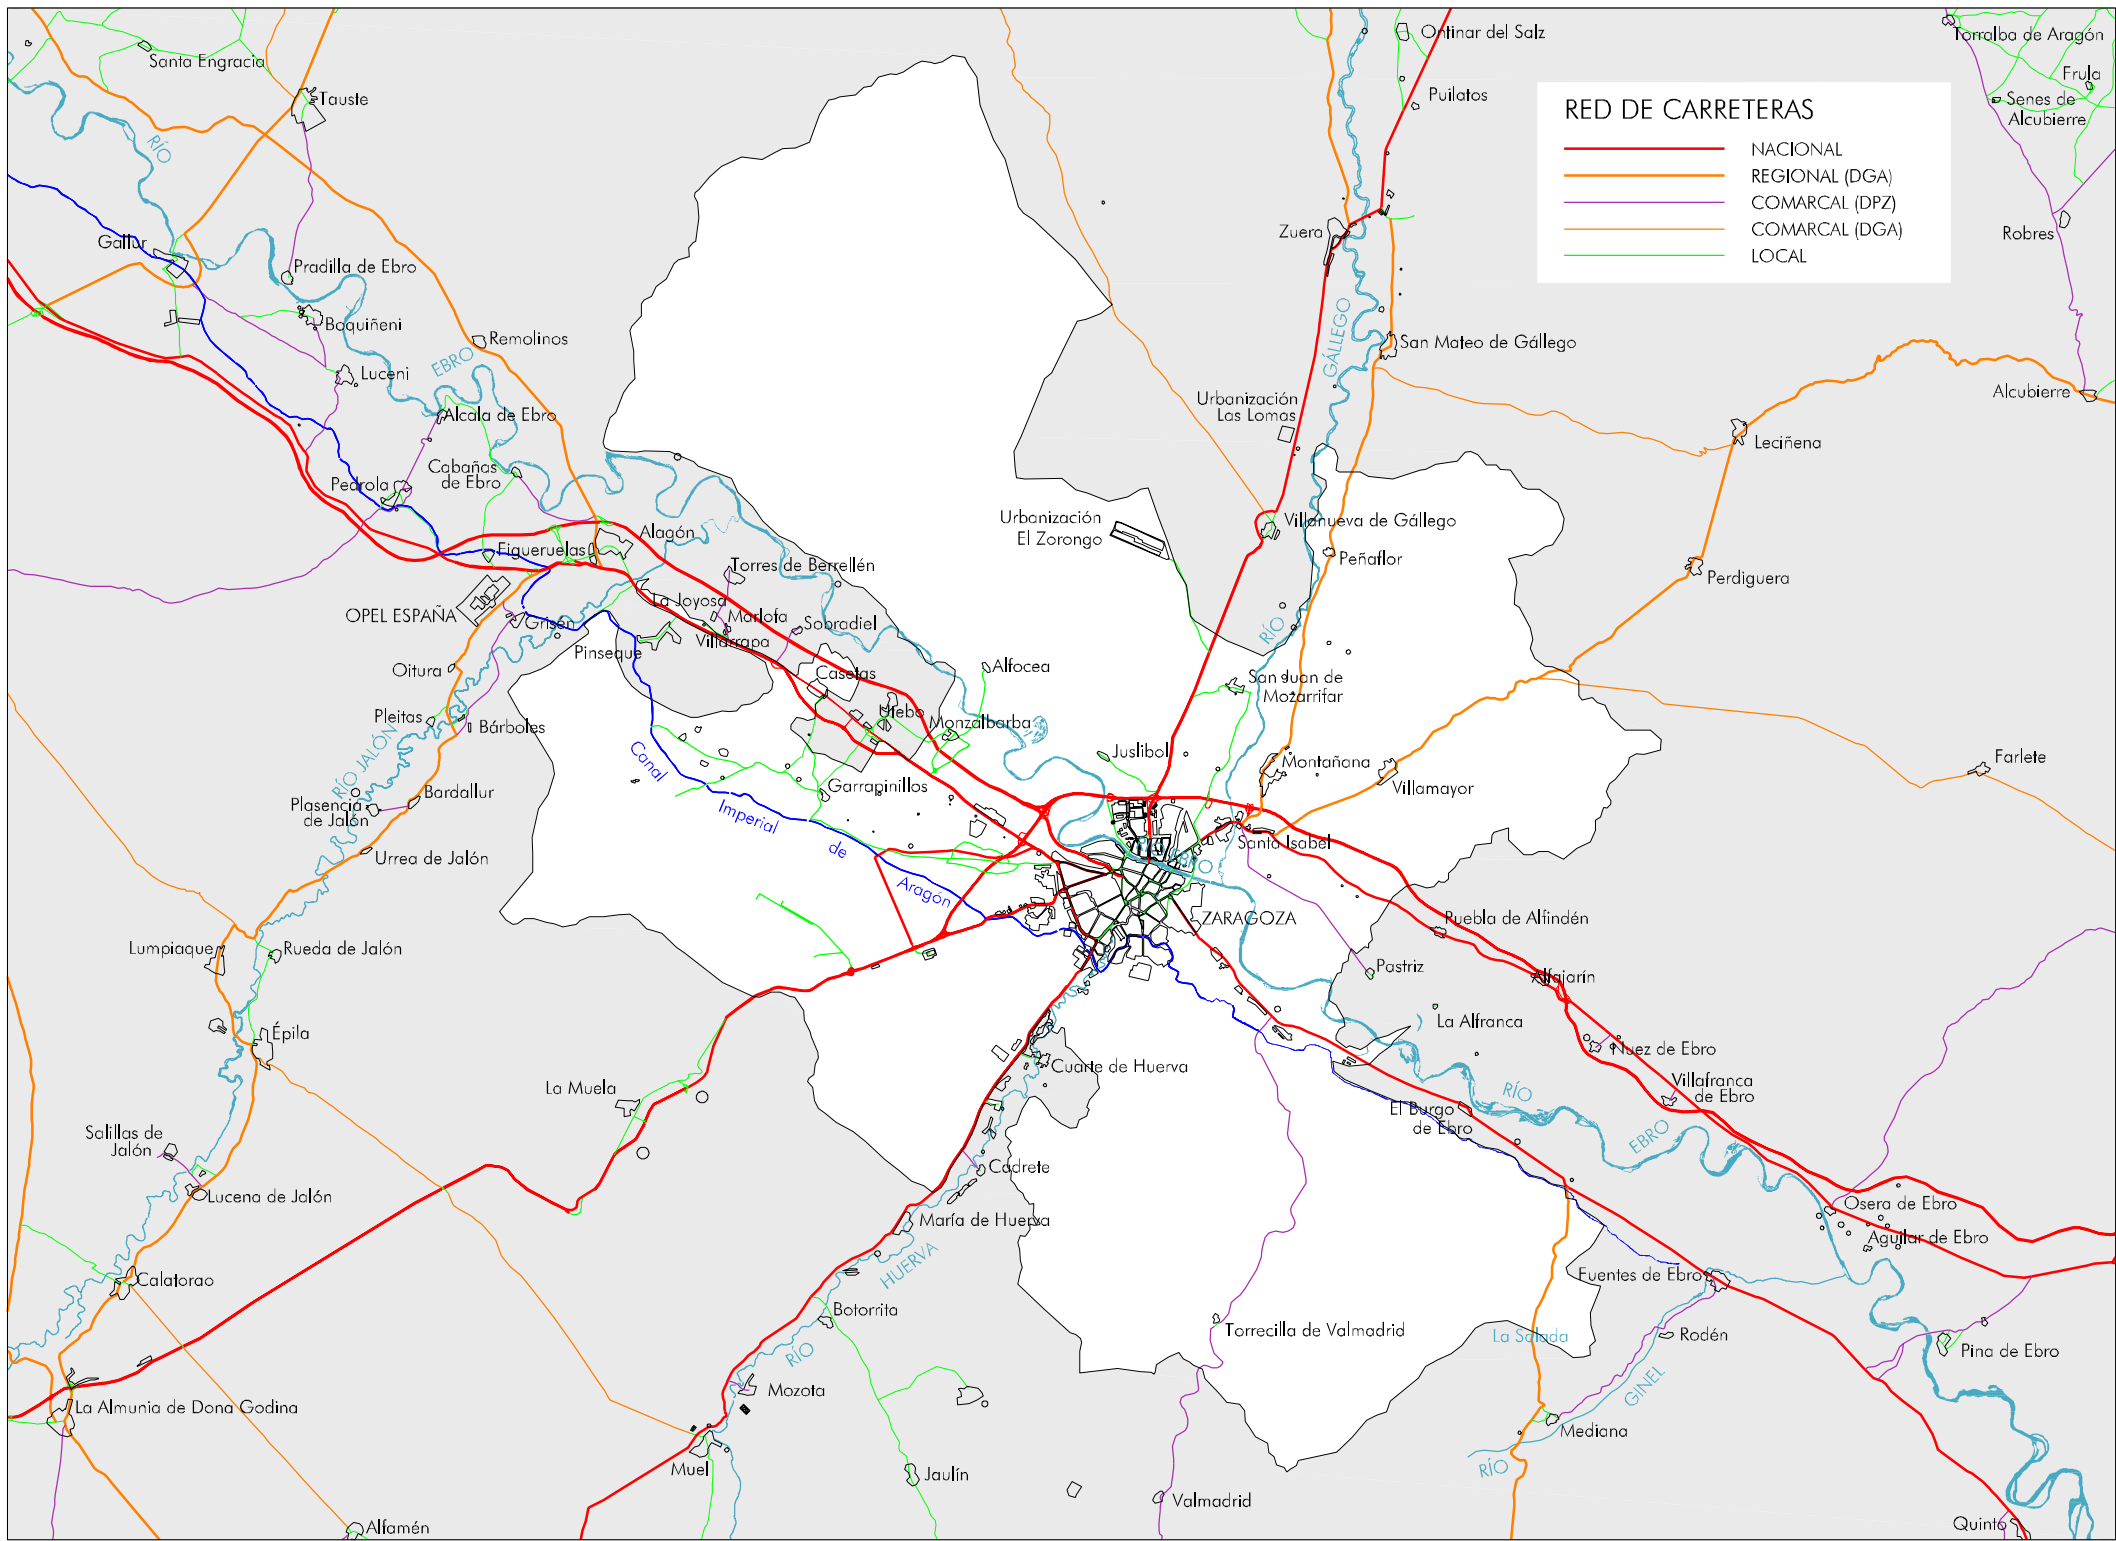 Ontinar del Salz
Torralba de Aragón
Santa Engracia
Frula
Tauste
Puilatos
Senes de
Alcubierre
RED DE CARRETERAS
NACIONAL
REGIONAL (DGA)
COMARCAL (DPZ)
COMARCAL (DGA)
LOCAL
RÍO
Gallur
Zuera
Robres
Pradilla de Ebro
Boquiñeni
Remolinos
EBRO
GÁLLEGO
San Mateo de Gállego
Luceni
Alcala de Ebro
Urbanización
Las Lomas
Alcubierre
Leciñena
Cabañas
de Ebro
Pedrola
Urbanización
El Zorongo
Villanueva de Gállego
Alagón
Figueruelas
Peñaflor
Torres de Berrellén
Perdiguera
OPEL ESPAÑA
La Joyosa
Grisén
Marlofa
Sobradiel
Villarrapa
Pinseque
RÍO
Oitura
Casetas
Alfocea
San Juan de
Mozarrifar
Pleitas
Bárboles
Utebo
Monzalbarba
Canal
Juslibol
Montañana
Farlete
RÍO JALÓN
Bardallur
Garrapinillos
Villamayor
Plasencia
de Jalón
Imperial
de
Santa Isabel
RÍO EBRO
Urrea de Jalón
Aragón
ZARAGOZA
Puebla de Alfindén
Lumpiaque
Rueda de Jalón
Pastriz
Alfajarín
Épila
La Alfranca
Nuez de Ebro
Cuarte de Huerva
La Muela
RÍO
Villafranca
de Ebro
El Burgo
de Ebro
EBRO
Salillas de
Jalón
Cadrete
Lucena de Jalón
María de Huerva
Osera de Ebro
Aguilar de Ebro
HUERVA
Calatorao
Fuentes de Ebro
Botorrita
Torrecilla de Valmadrid
La Salada
Rodén
RÍO
Pina de Ebro
GINEL
Mozota
La Almunia de Dona Godina
Mediana
Muel
Jaulín
RÍO
Valmadrid
Alfamén
Quinto